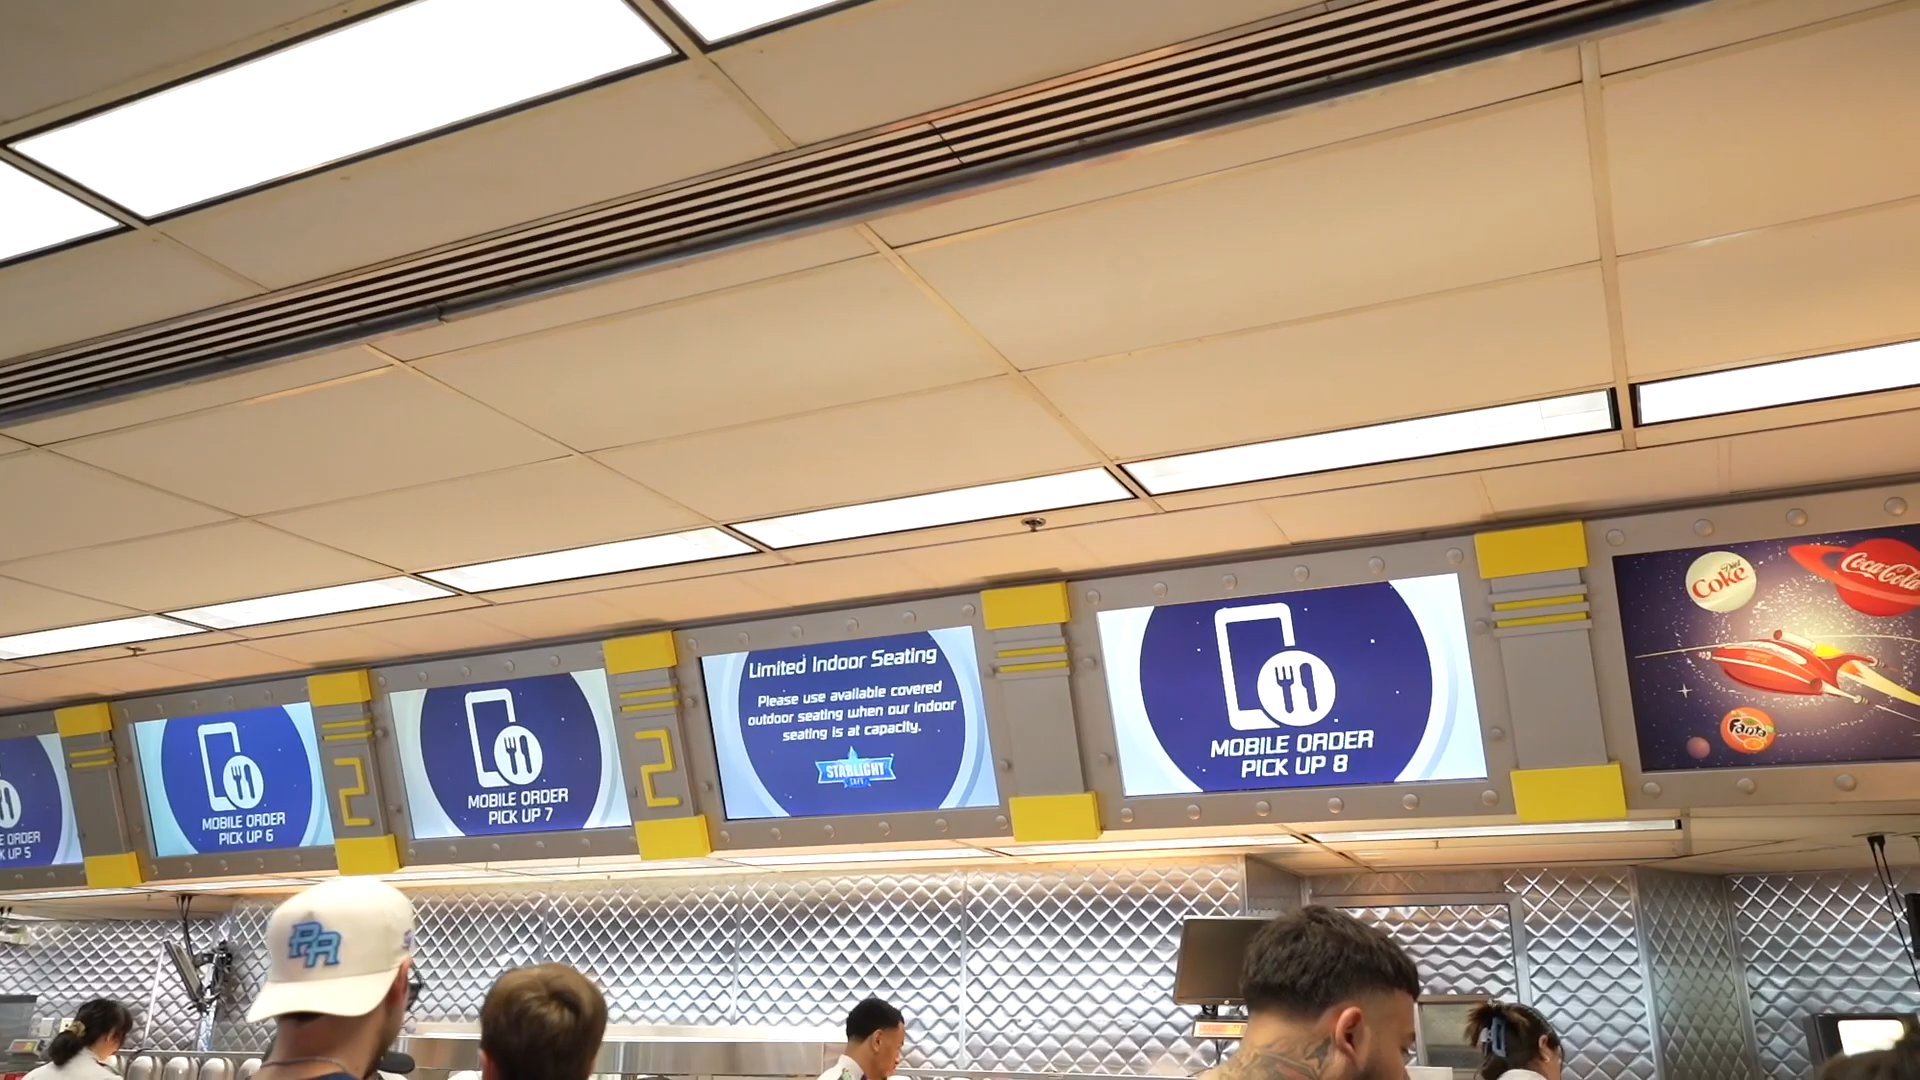 E ORDER
K UP 5
MOBILE ORDER
PICK UP 6
2
MOBILE ORDER
PICK UP 7
2
Limited Indoor Seating
Please use available covered
outdoor seating when our indoor
seating is at capacity.
STARLIGHT
CAFE
MOBILE ORDER
PICK UP 8
Diet
Coke
Coca-Cola
Fanta
PR